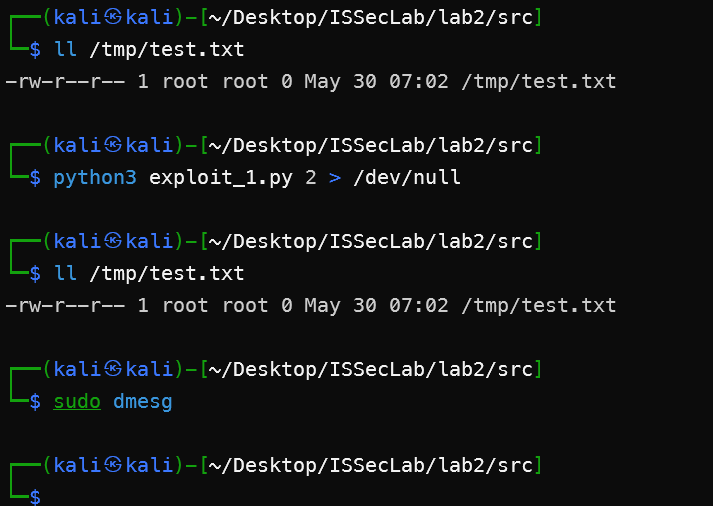 ┌──(kali㉿kali)-[~/Desktop/ISSecLab/lab2/src]
└─$ ll /tmp/test.txt
-rw-r--r-- 1 root root 0 May 30 07:02 /tmp/test.txt
┌──(kali㉿kali)-[~/Desktop/ISSecLab/lab2/src]
└─$ python3 exploit_1.py 2 > /dev/null
┌──(kali㉿kali)-[~/Desktop/ISSecLab/lab2/src]
└─$ ll /tmp/test.txt
-rw-r--r-- 1 root root 0 May 30 07:02 /tmp/test.txt
┌──(kali㉿kali)-[~/Desktop/ISSecLab/lab2/src]
└─$ sudo dmesg
┌──(kali㉿kali)-[~/Desktop/ISSecLab/lab2/src]
└─$